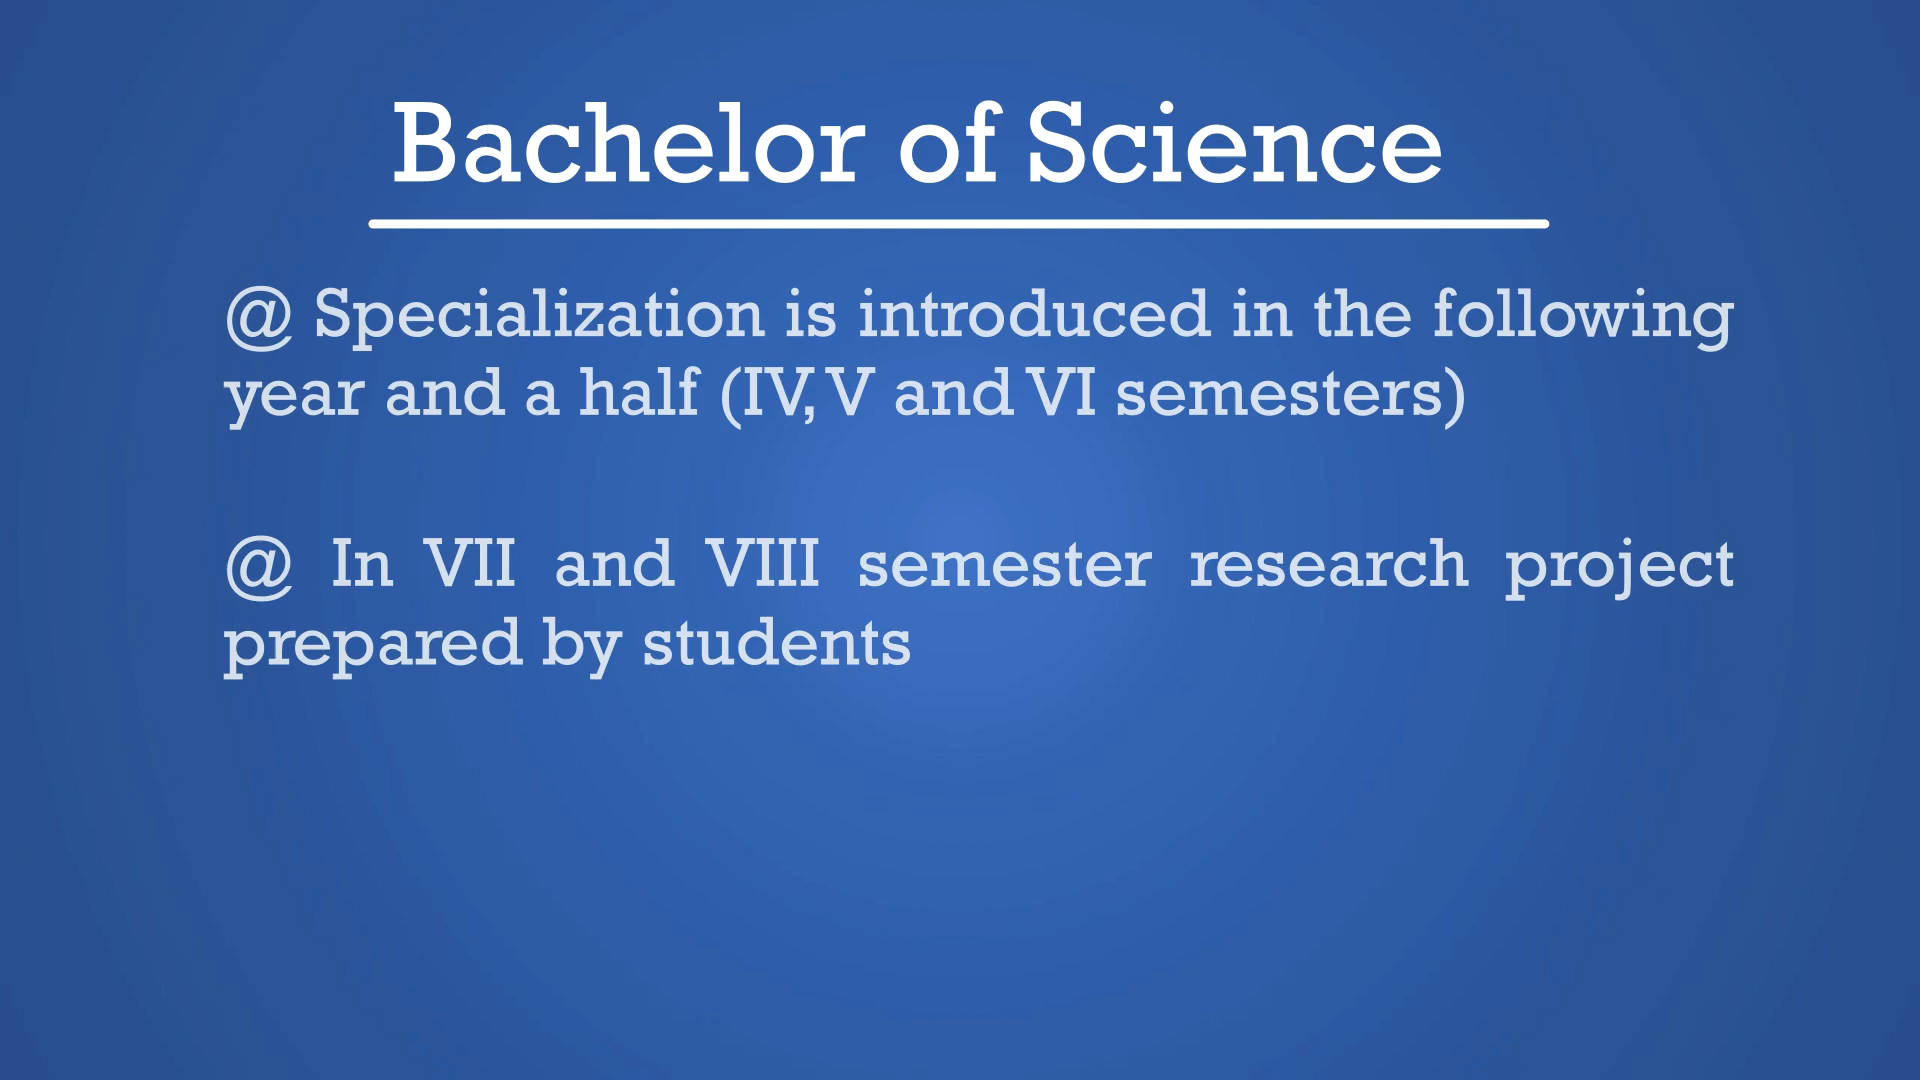 Bachelor of Science
@ Specialization is introduced in the following
year and a half (IV, V and VI semesters)
@ In VII and VIII semester research project
prepared by students